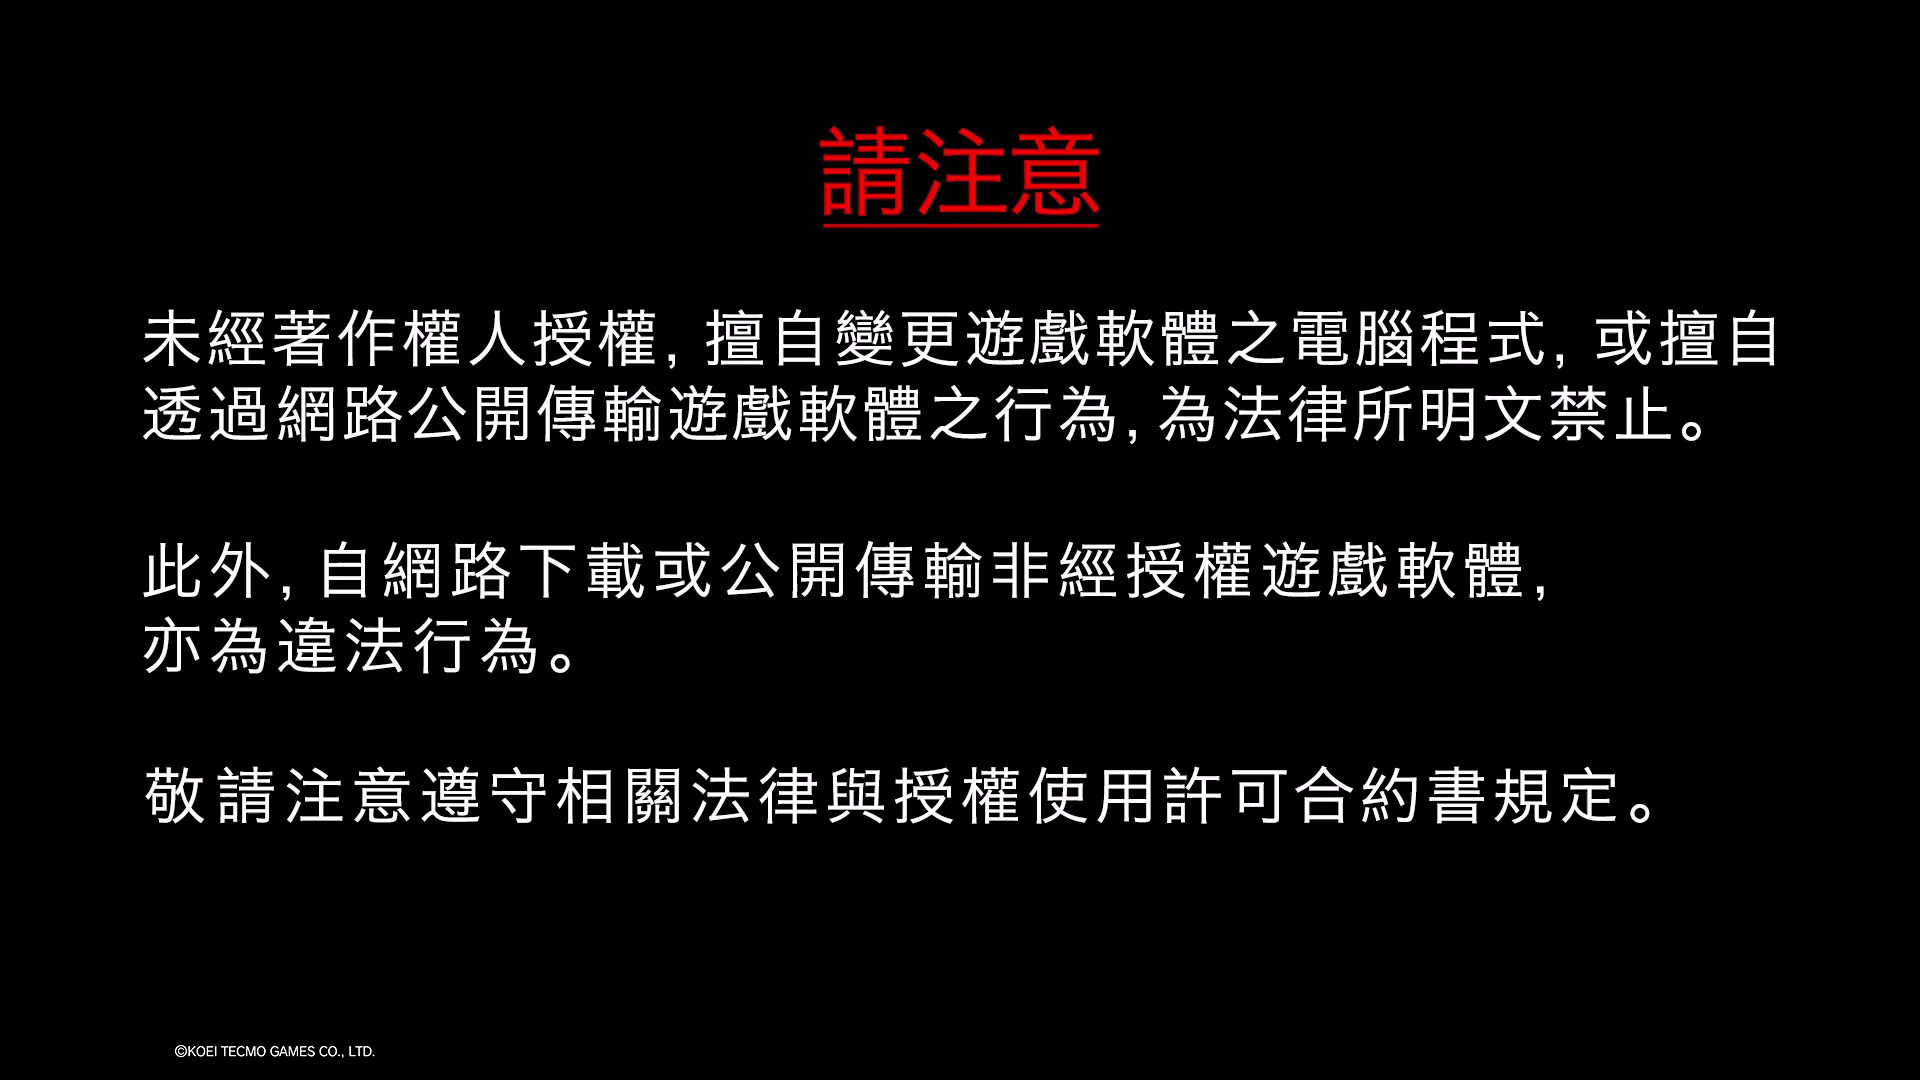 請注意
未經著作權人授權, 擅自變更遊戲軟體之電腦程式, 或擅自
透過網路公開傳輸遊戲軟體之行為, 為法律所明文禁止。
此外, 自網路下載或公開傳輸非經授權遊戲軟體,
亦為違法行為。
敬請注意遵守相關法律與授權使用許可合約書規定。
©KOEI TECMO GAMES CO., LTD.